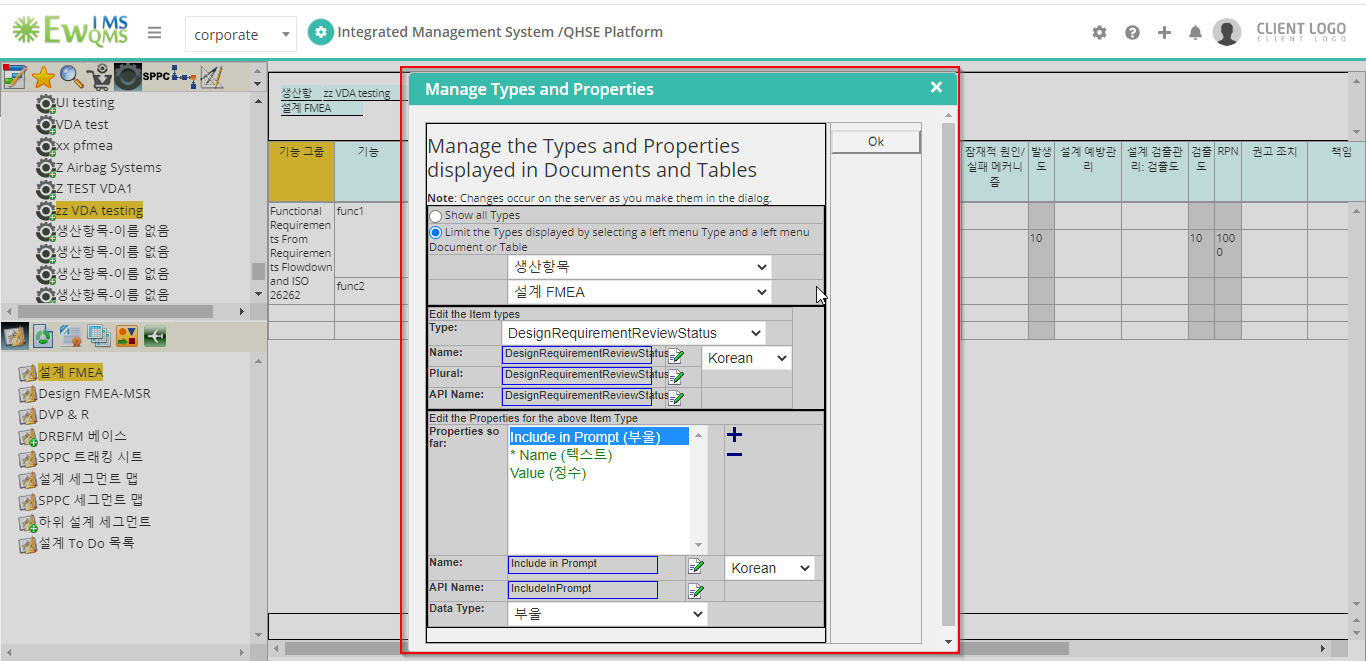 EwQMS IMS
corporate
Integrated Management System /QHSE Platform
CLIENT LOGO
CLIENT LOGO
SPPC
UI testing
VDA test
xx pfmea
Z Airbag Systems
Z TEST VDA1
zz VDA testing
생산항목-이름 없음
생산항목-이름 없음
생산항목-이름 없음
생산항목-이름 없음
설계 FMEA
Design FMEA-MSR
DVP & R
DRBFM 베이스
SPPC 트래킹 시트
설계 세그먼트 맵
SPPC 세그먼트 맵
하위 설계 세그먼트
설계 To Do 목록
생산항 zz VDA testing
설계 FMEA
기능 그룹
기능
Functional
Requiremen
ts From
Requiremen
ts Flowdown
and ISO
26262
func1
func2
Manage Types and Properties
×
Manage the Types and Properties
displayed in Documents and Tables
Note: Changes occur on the server as you make them in the dialog.
Show all Types
Limit the Types displayed by selecting a left menu Type and a left menu
Document or Table
생산항목
설계 FMEA
Edit the Item types
Type: DesignRequirementReviewStatus
Name: DesignRequirementReviewStatus Korean
Plural: DesignRequirementReviewStatus
API Name: DesignRequirementReviewStatus
Edit the Properties for the above Item Type
Properties so
far:
Include in Prompt (부울)
* Name (텍스트)
Value (정수)
Name: Include in Prompt Korean
API Name: IncludeInPrompt
Data Type: 부울
Ok
잠재적 원인/
실패 메커니
즘
발생
도
설계 예방관
리
설계 검출관
리: 검출도
검출
도
RPN
권고 조치
책임
10
10
100
0